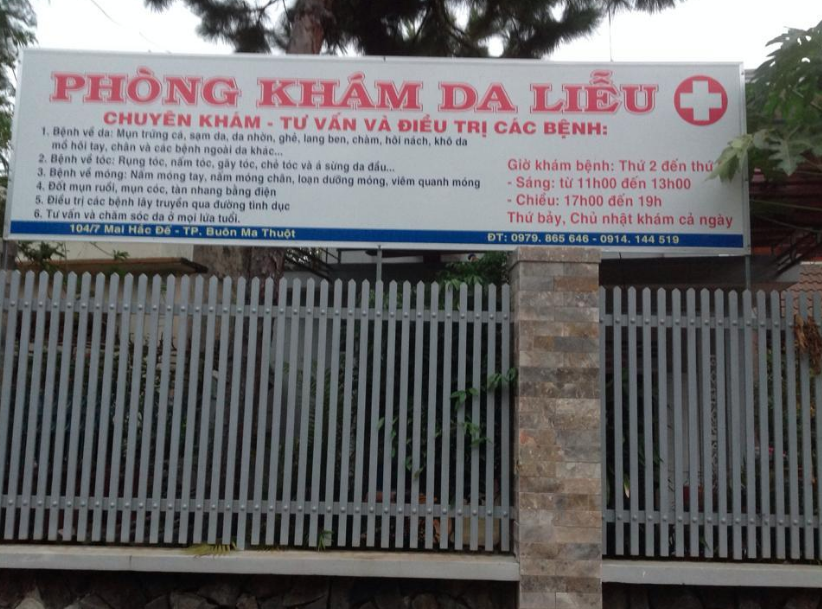 PHÒNG KHÁM DA LIỄU
CHUYÊN KHÁM - TƯ VẤN VÀ ĐIỀU TRỊ CÁC BỆNH:
1. Bệnh về da: Mụn trứng cá, sạm da, da nhờn, ghẻ, lang ben, chàm, hôi nách, khô da
mồ hôi tay, chân và các bệnh ngoài da khác...
2. Bệnh về tóc: Rụng tóc, nấm tóc, gãy tóc, chẻ tóc và á sừng da đầu...
3. Bệnh về móng: Nấm móng tay, nấm móng chân, loạn dưỡng móng, viêm quanh móng
4. Đốt mụn ruồi, mụn cóc, tàn nhang bằng điện
5. Điều trị các bệnh lây truyền qua đường tình dục
6. Tư vấn và chăm sóc da ở mọi lứa tuổi.
Giờ khám bệnh: Thứ 2 đến thứ
- Sáng: từ 11h00 đến 13h00
- Chiều: 17h00 đến 19h
Thứ bảy, Chủ nhật khám cả ngày
104/7 Mai Hắc Đế - TP. Buôn Ma Thuột
ĐT: 0979. 865 646 - 0914. 144 519